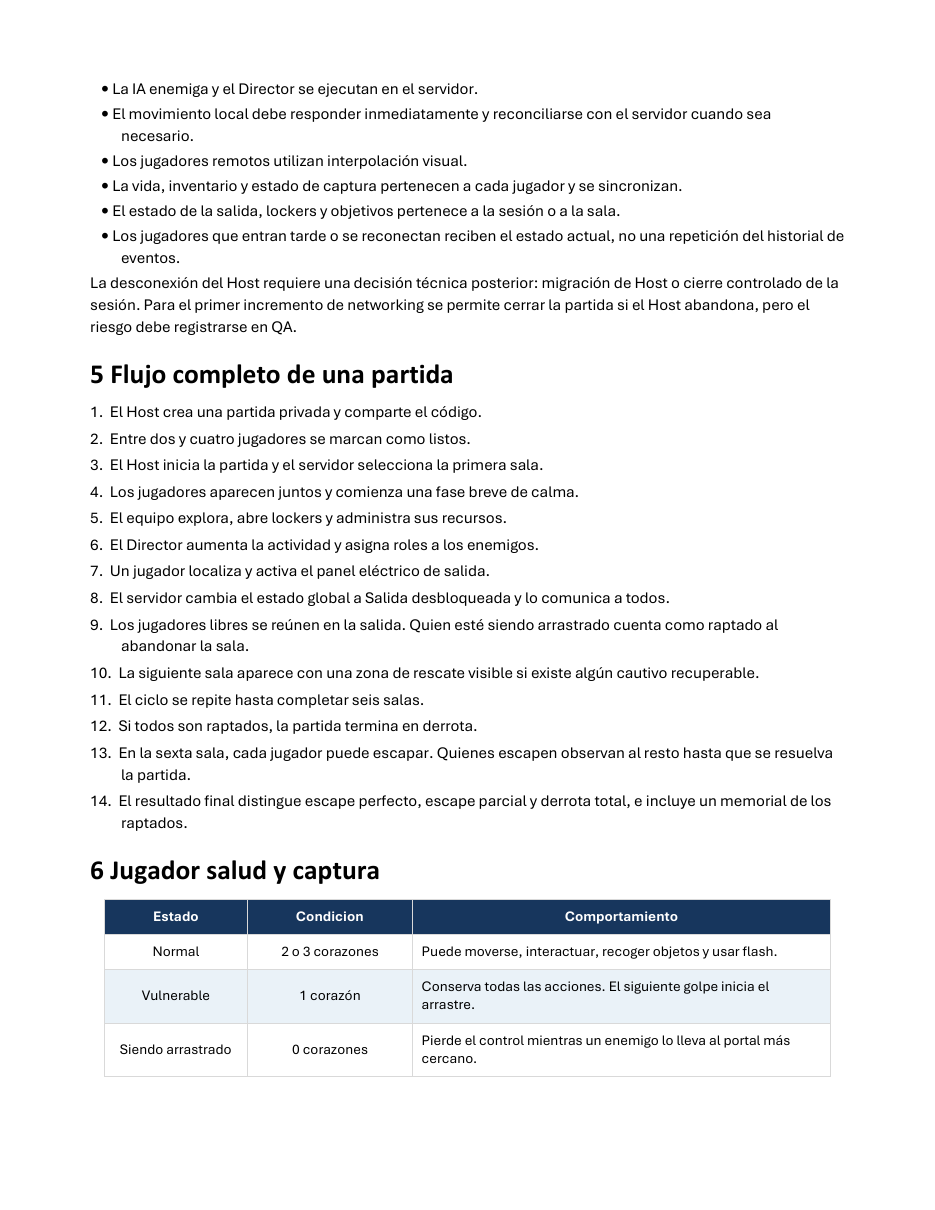 • La IA enemiga y el Director se ejecutan en el servidor.
• El movimiento local debe responder inmediatamente y reconciliarse con el servidor cuando sea
necesario.
• Los jugadores remotos utilizan interpolación visual.
• La vida, inventario y estado de captura pertenecen a cada jugador y se sincronizan.
• El estado de la salida, lockers y objetivos pertenece a la sesión o a la sala.
• Los jugadores que entran tarde o se reconectan reciben el estado actual, no una repetición del historial de
eventos.
La desconexión del Host requiere una decisión técnica posterior: migración de Host o cierre controlado de la
sesión. Para el primer incremento de networking se permite cerrar la partida si el Host abandona, pero el
riesgo debe registrarse en QA.
5 Flujo completo de una partida
1. El Host crea una partida privada y comparte el código.
2. Entre dos y cuatro jugadores se marcan como listos.
3. El Host inicia la partida y el servidor selecciona la primera sala.
4. Los jugadores aparecen juntos y comienza una fase breve de calma.
5. El equipo explora, abre lockers y administra sus recursos.
6. El Director aumenta la actividad y asigna roles a los enemigos.
7. Un jugador localiza y activa el panel eléctrico de salida.
8. El servidor cambia el estado global a Salida desbloqueada y lo comunica a todos.
9. Los jugadores libres se reúnen en la salida. Quien esté siendo arrastrado cuenta como raptado al
abandonar la sala.
10. La siguiente sala aparece con una zona de rescate visible si existe algún cautivo recuperable.
11. El ciclo se repite hasta completar seis salas.
12. Si todos son raptados, la partida termina en derrota.
13. En la sexta sala, cada jugador puede escapar. Quienes escapen observan al resto hasta que se resuelva
la partida.
14. El resultado final distingue escape perfecto, escape parcial y derrota total, e incluye un memorial de los
raptados.
6 Jugador salud y captura
Estado Condicion Comportamiento
Normal 2 o 3 corazones Puede moverse, interactuar, recoger objetos y usar flash.
Vulnerable 1 corazón Conserva todas las acciones. El siguiente golpe inicia el
arrastre.
Siendo arrastrado 0 corazones Pierde el control mientras un enemigo lo lleva al portal más
cercano.